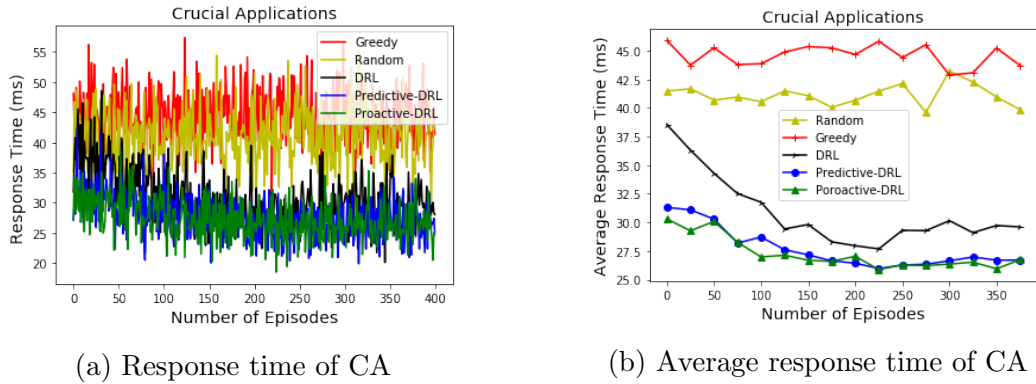 Crucial Applications
Response Time (ms)
55
50
45
40
35
30
25
20
Greedy
Random
DRL
Predictive-DRL
Proactive-DRL
0 50 100 150 200 250 300 350 400
Number of Episodes
(a) Response time of CA
Crucial Applications
Average Response Time (ms)
45.0
42.5
40.0
37.5
35.0
32.5
30.0
27.5
25.0
Random
Greedy
DRL
Predictive-DRL
Poroactive-DRL
0 50 100 150 200 250 300 350
Number of Episodes
(b) Average response time of CA